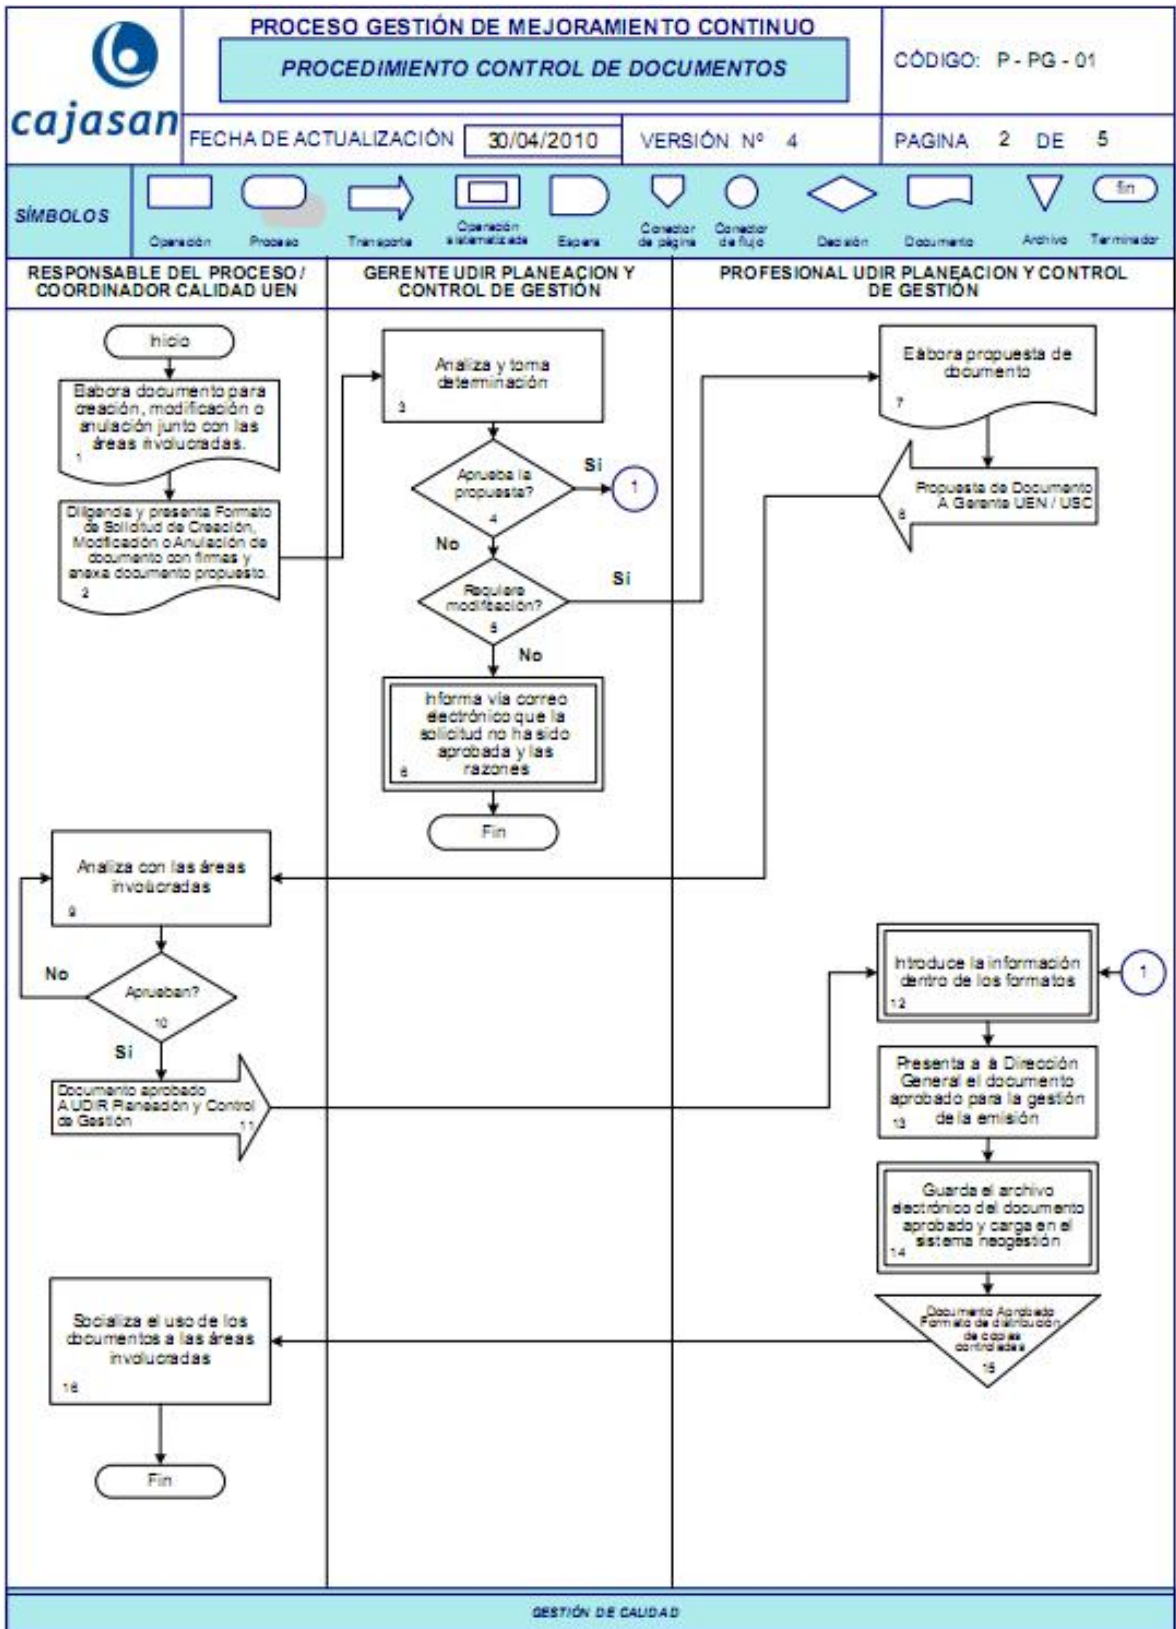 PROCESO GESTIÓN DE MEJORAMIENTO CONTINUO
PROCEDIMIENTO CONTROL DE DOCUMENTOS
CÓDIGO: P - PG - 01
cajasan
FECHA DE ACTUALIZACIÓN 30/04/2010
VERSIÓN Nº 4
PAGINA 2 DE 5
SÍMBOLOS
Operación
Proceso
Transporte
Operación
sistematizada
Espera
Conector
de página
Conector
de flujo
Decisión
Documento
Archivo
fin
Terminador
RESPONSABLE DEL PROCESO /
COORDINADOR CALIDAD UEN
GERENTE UDIR PLANEACION Y
CONTROL DE GESTIÓN
PROFESIONAL UDIR PLANEACION Y CONTROL
DE GESTIÓN
Inicio
Elabora documento para
creación, modificación o
anulación junto con las
áreas involucradas.
1
Diligencia y presenta Formato
de Solicitud de Creación,
Modificación o Anulación de
documento con firmas y
anexa documento propuesto.
2
Analiza y toma
determinación
3
Aprueba la
propuesta?
4
Sí
1
No
Requiere
modificación?
5
Sí
No
Informa vía correo
electrónico que la
solicitud no ha sido
aprobada y las
razones
6
Fin
Elabora propuesta de
documento
7
Propuesta de Documento
A Gerente UEN / USC
8
Analiza con las áreas
involucradas
9
No
Aprueban?
10
Sí
Documento aprobado
A UDIR Planeación y Control
de Gestión
11
Introduce la información
dentro de los formatos
12
1
Presenta a la Dirección
General el documento
aprobado para la gestión
de la emisión
13
Guarda el archivo
electrónico del documento
aprobado y carga en el
sistema neogestión
14
Documento Aprobado
Formato de distribución
de copias
controladas
15
Socializa el uso de los
documentos a las áreas
involucradas
16
Fin
GESTIÓN DE CALIDAD